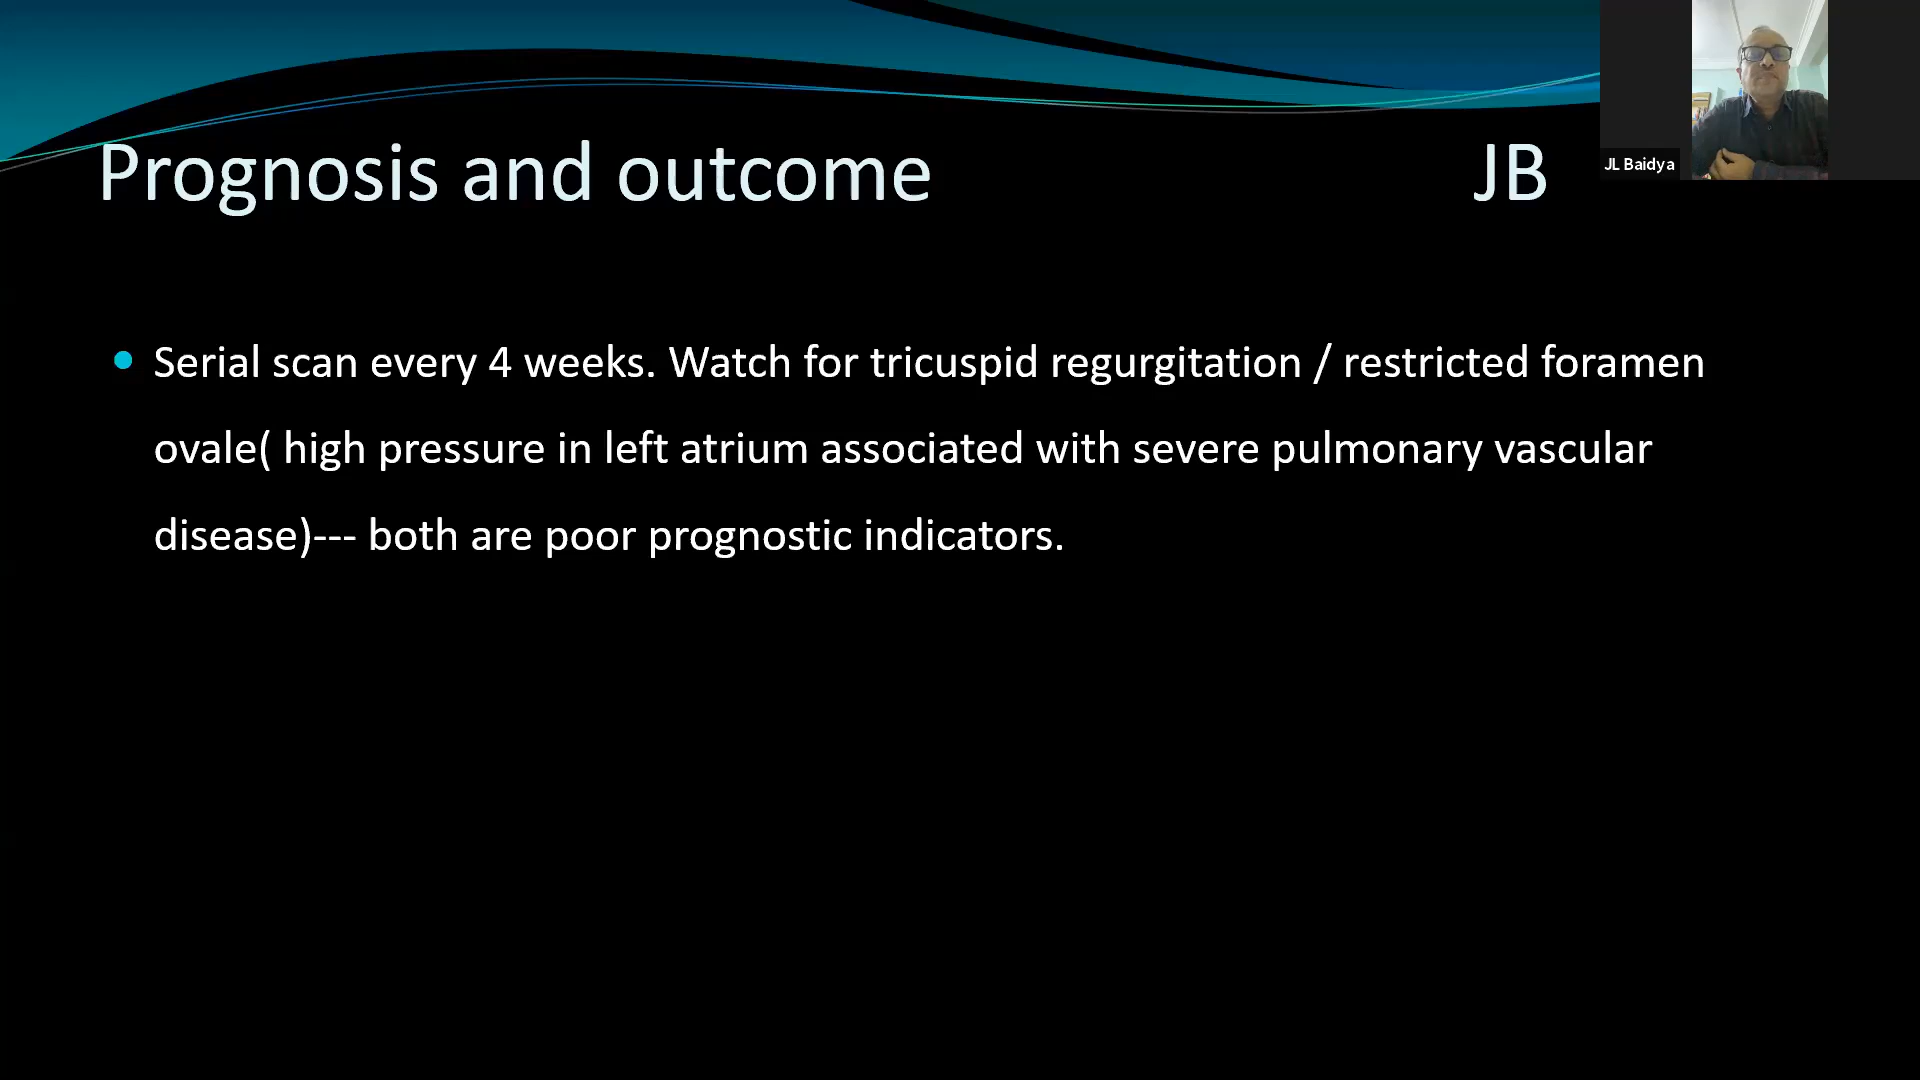 Prognosis and outcome JB
JL Baidya
Serial scan every 4 weeks. Watch for tricuspid regurgitation / restricted foramen
ovale( high pressure in left atrium associated with severe pulmonary vascular
disease)--- both are poor prognostic indicators.